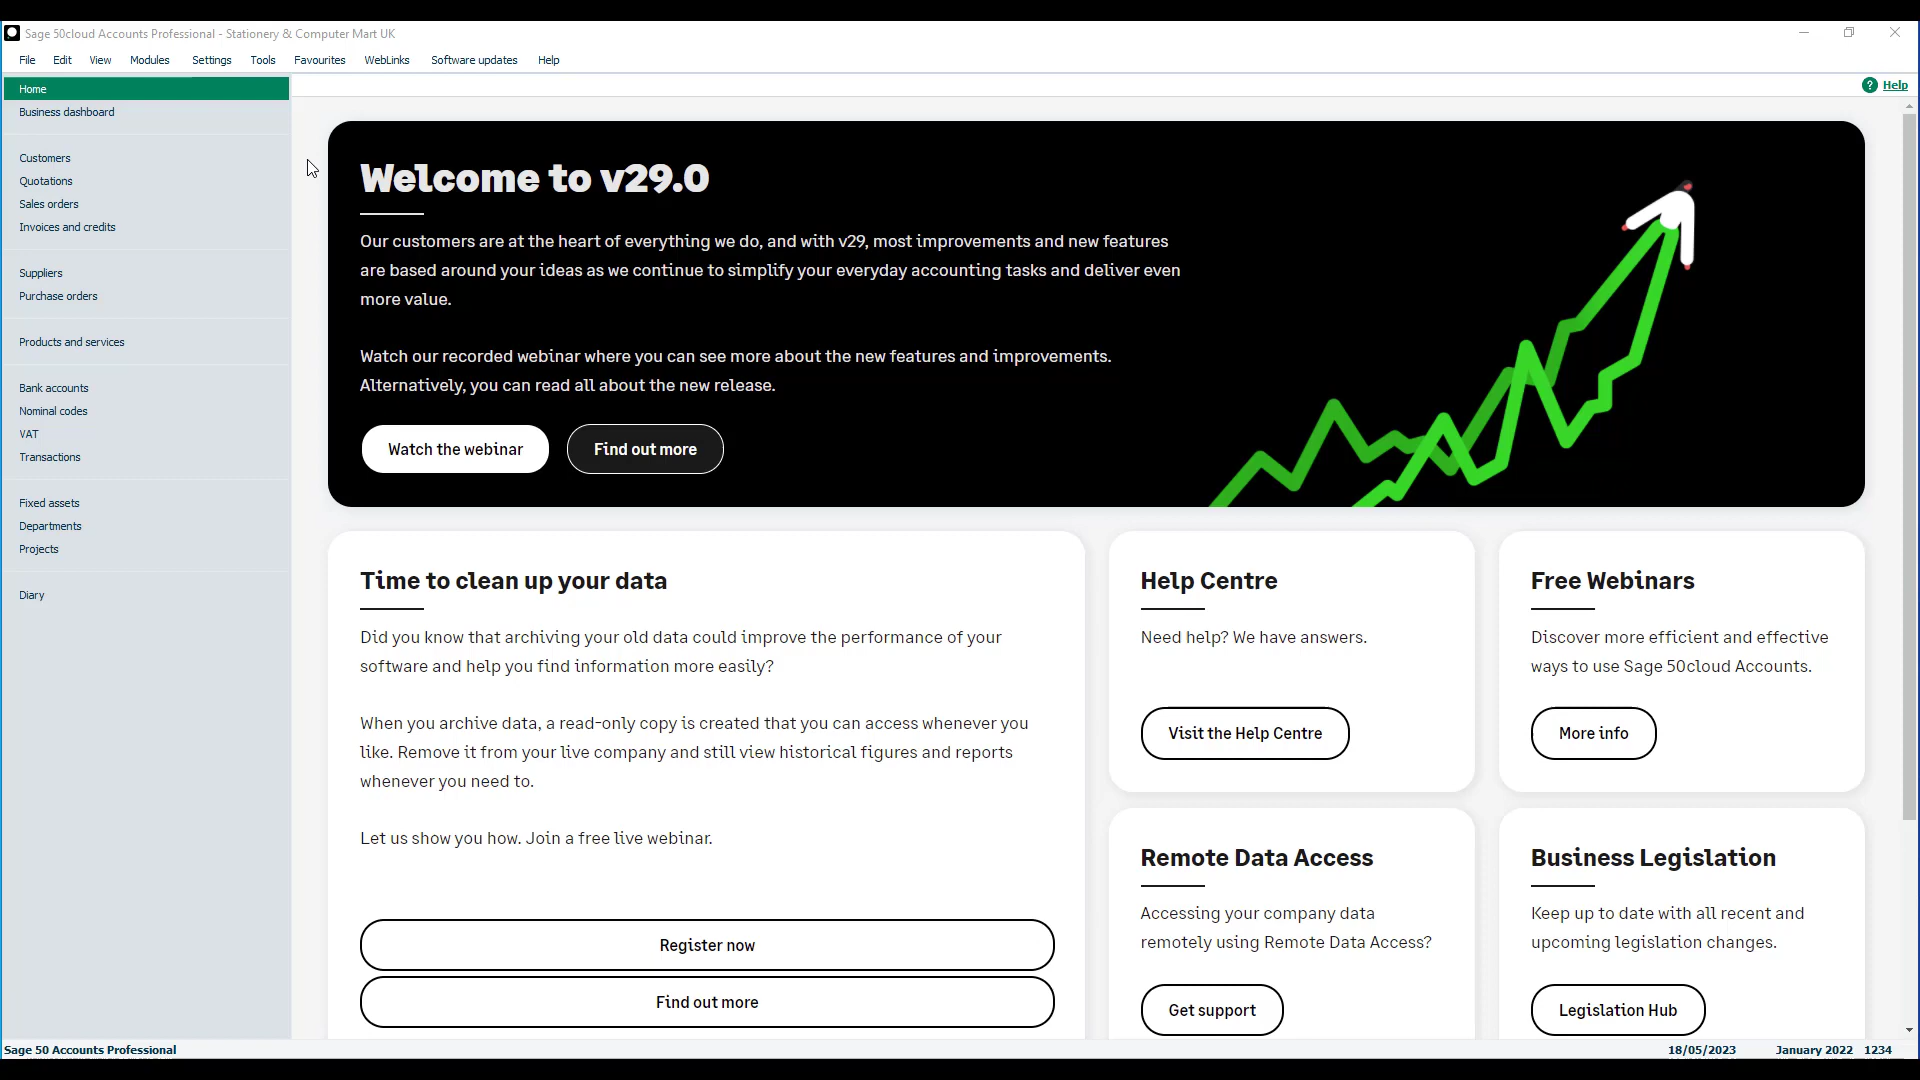 Sage 50cloud Accounts Professional - Stationery & Computer Mart UK
File Edit View Modules Settings Tools Favourites WebLinks Software updates Help
Help
Home
Business dashboard
Customers
Quotations
Sales orders
Invoices and credits
Suppliers
Purchase orders
Products and services
Bank accounts
Nominal codes
VAT
Transactions
Fixed assets
Departments
Projects
Diary
Welcome to v29.0
Our customers are at the heart of everything we do, and with v29, most improvements and new features
are based around your ideas as we continue to simplify your everyday accounting tasks and deliver even
more value.
Watch our recorded webinar where you can see more about the new features and improvements.
Alternatively, you can read all about the new release.
Watch the webinar
Find out more
Time to clean up your data
Did you know that archiving your old data could improve the performance of your
software and help you find information more easily?
When you archive data, a read-only copy is created that you can access whenever you
like. Remove it from your live company and still view historical figures and reports
whenever you need to.
Let us show you how. Join a free live webinar.
Register now
Find out more
Help Centre
Need help? We have answers.
Visit the Help Centre
Free Webinars
Discover more efficient and effective
ways to use Sage 50cloud Accounts.
More info
Remote Data Access
Accessing your company data
remotely using Remote Data Access?
Get support
Business Legislation
Keep up to date with all recent and
upcoming legislation changes.
Legislation Hub
Sage 50 Accounts Professional
18/05/2023 January 2022 1234